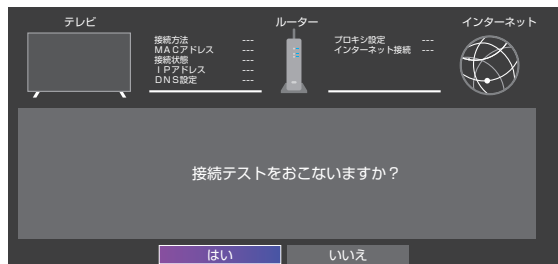 テレビ
ルーター
インターネット
接続方法 ---
MACアドレス ---
接続状態 ---
IPアドレス ---
DNS設定 ---
プロキシ設定 ---
インターネット接続 ---
接続テストをおこないますか？
はい
いいえ